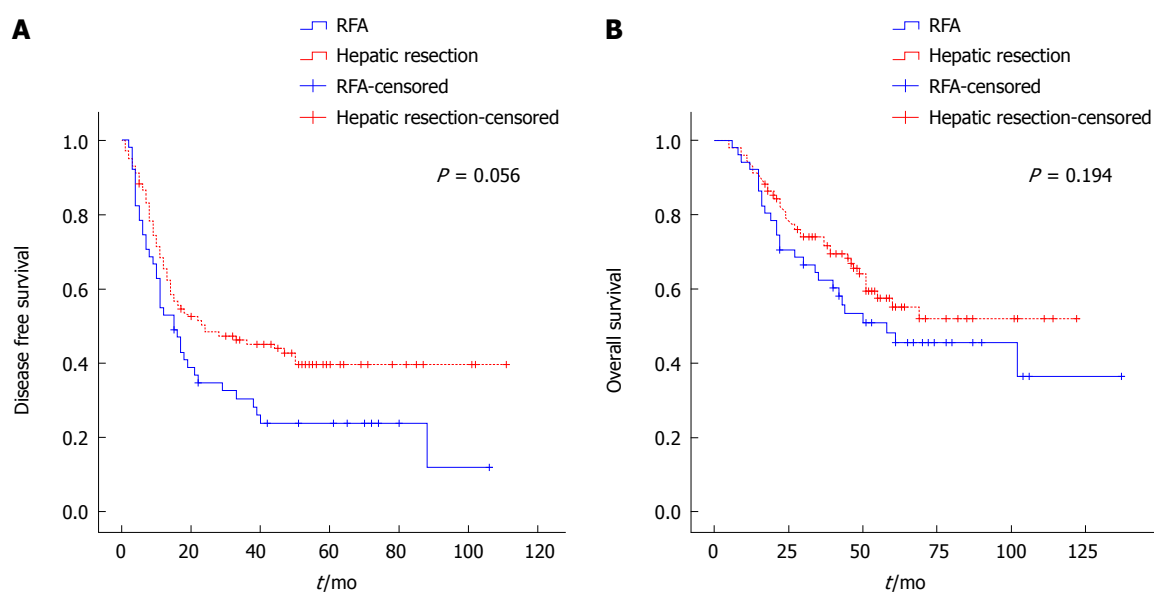 A
RFA
Hepatic resection
RFA-censored
Hepatic resection-censored
P = 0.056
Disease free survival
1.0
0.8
0.6
0.4
0.2
0.0
0 20 40 60 80 100 120
t/mo
B
RFA
Hepatic resection
RFA-censored
Hepatic resection-censored
P = 0.194
Overall survival
1.0
0.8
0.6
0.4
0.2
0.0
0 25 50 75 100 125
t/mo